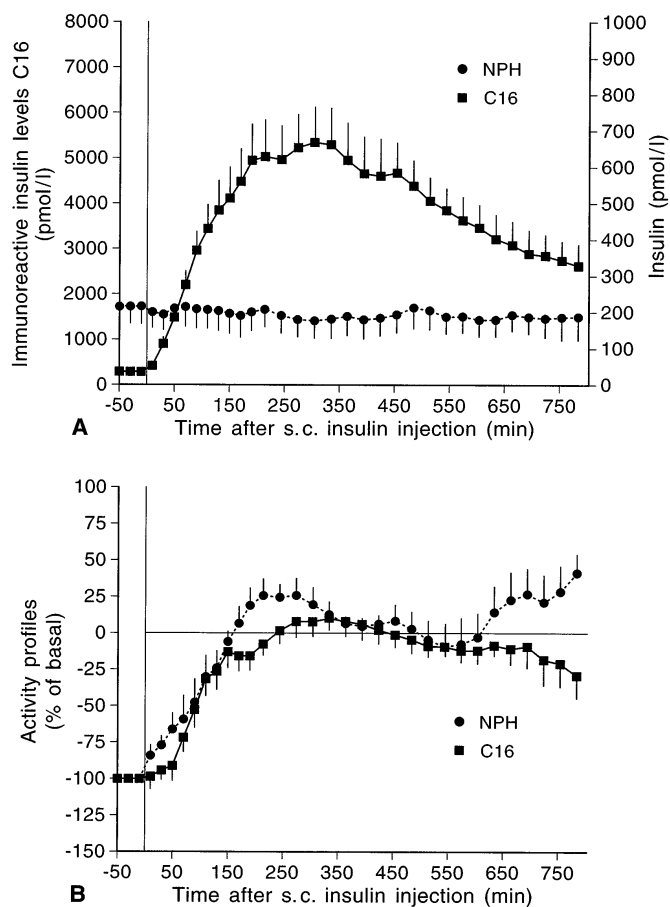 8000
7000
6000
5000
4000
3000
2000
1000
0
Immunoreactive insulin levels C16
(pmol/l)
1000
900
800
700
600
500
400
300
200
100
0
Insulin (pmol/l)
NPH
C16
-50 50 150 250 350 450 550 650 750
A Time after s.c. insulin injection (min)
100
75
50
25
0
-25
-50
-75
-100
-125
-150
Activity profiles
(% of basal)
NPH
C16
-50 50 150 250 350 450 550 650 750
B Time after s.c. insulin injection (min)